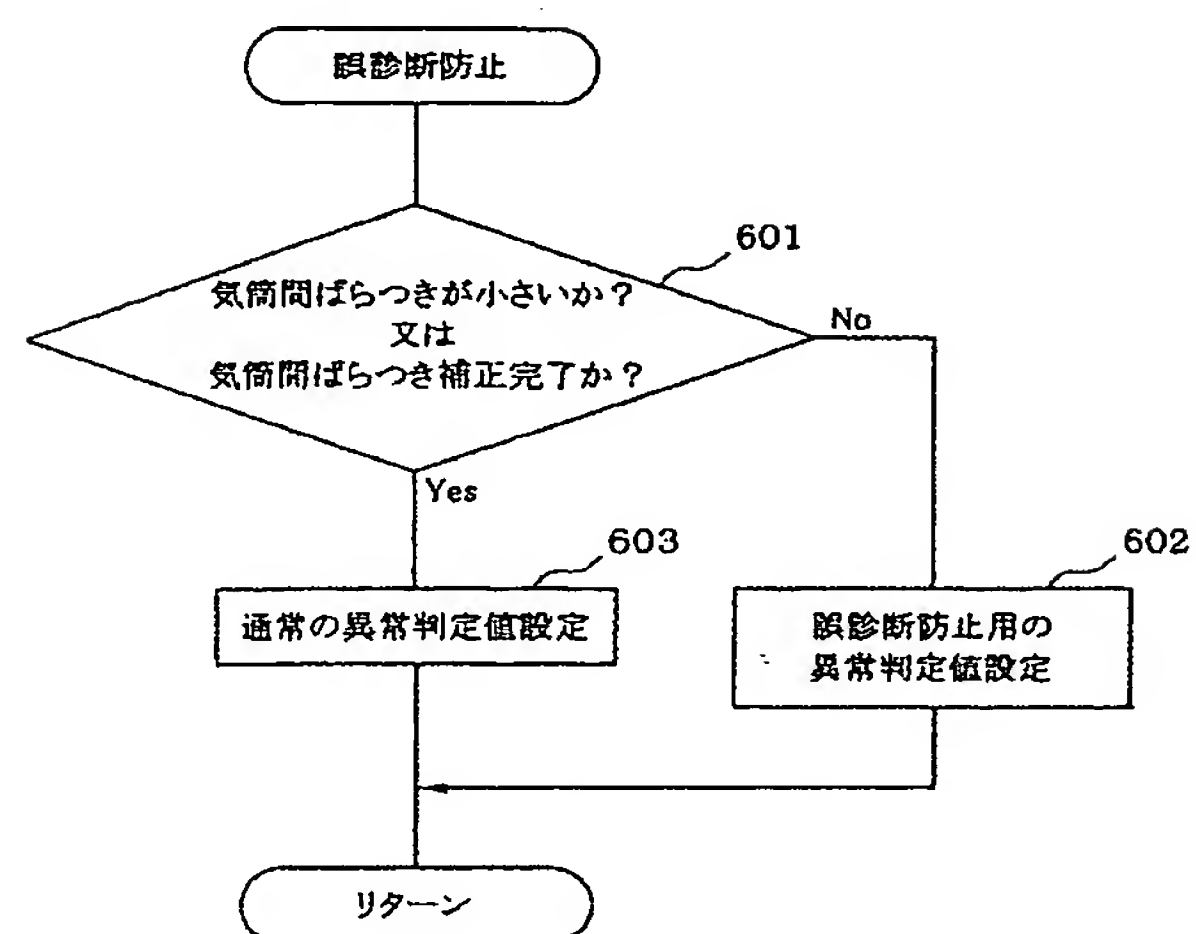 誤診断防止
601
気筒間ばらつきが小さいか？
又は
気筒間ばらつき補正完了か？
No
Yes
603
602
通常の異常判定値設定
誤診断防止用の
異常判定値設定
リターン